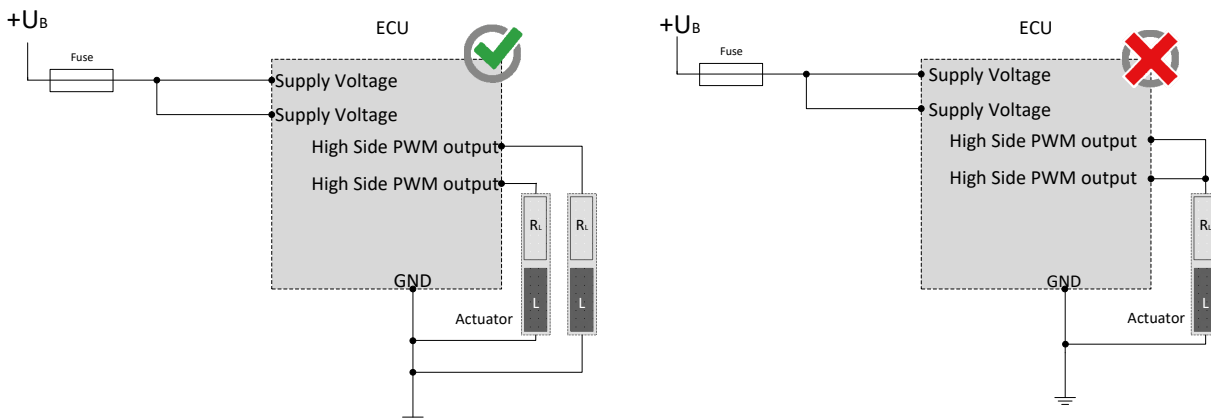 +UB
Fuse
ECU
Supply Voltage
Supply Voltage
High Side PWM output
High Side PWM output
RL
RL
GND
L
L
Actuator
+UB
Fuse
ECU
Supply Voltage
Supply Voltage
High Side PWM output
High Side PWM output
RL
GND
L
Actuator